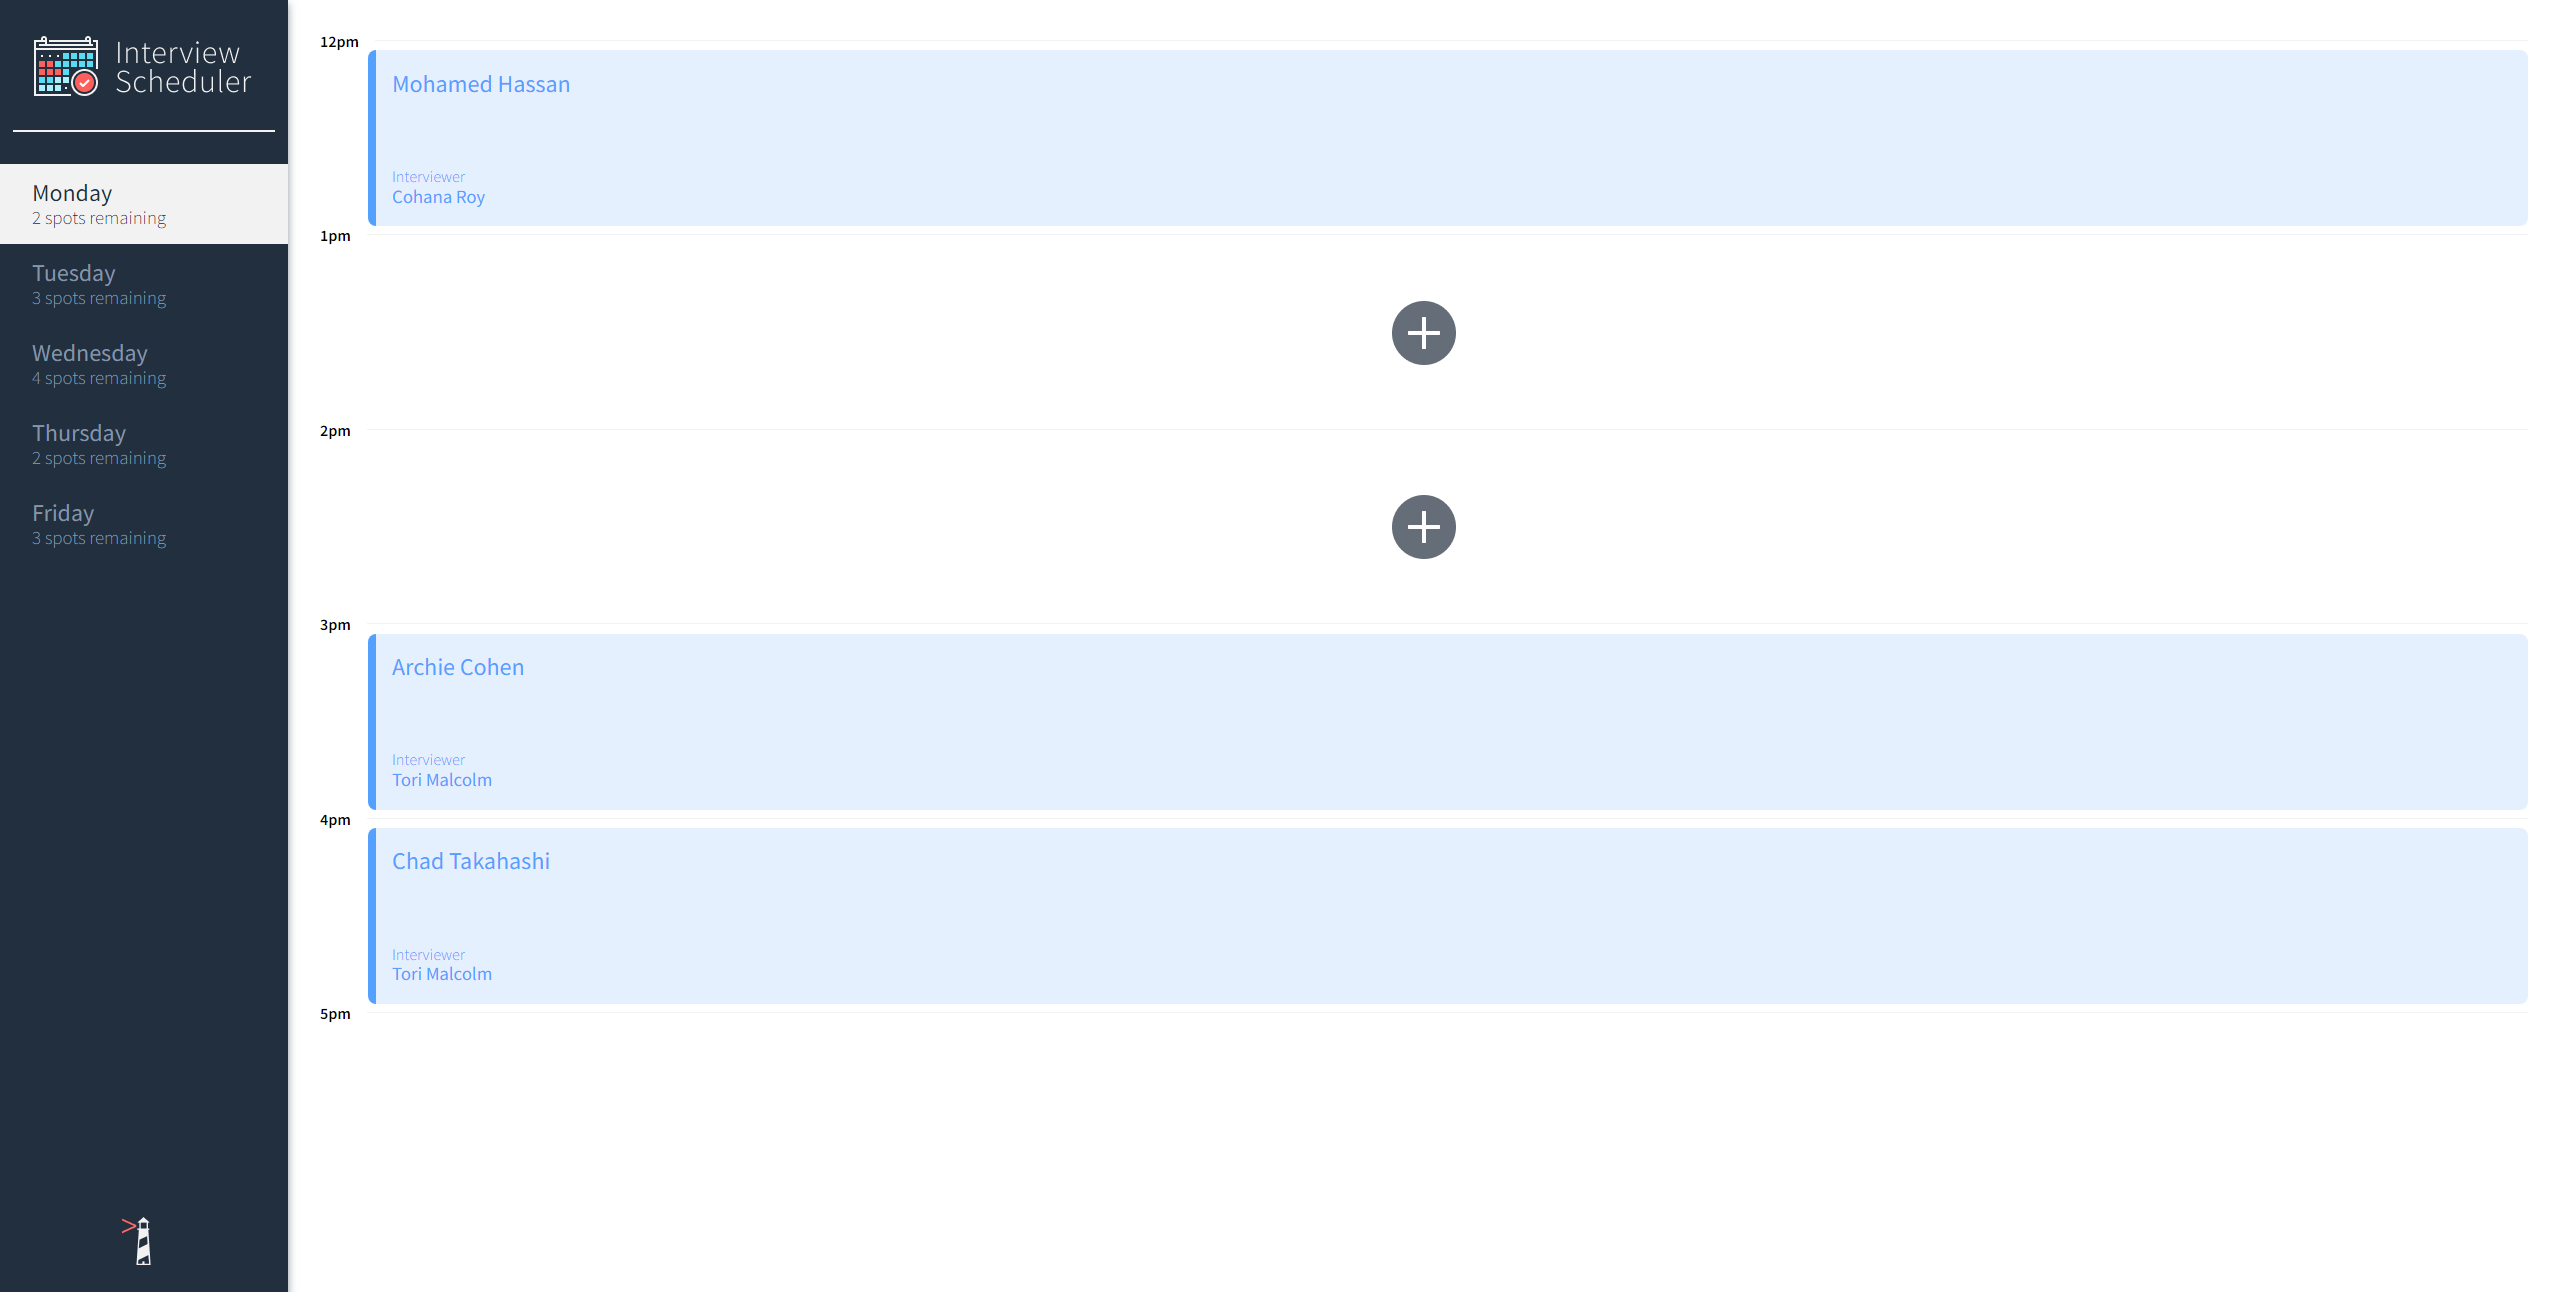 Interview
Scheduler
Monday
2 spots remaining
Tuesday
3 spots remaining
Wednesday
4 spots remaining
Thursday
2 spots remaining
Friday
3 spots remaining
12pm
Mohamed Hassan
Interviewer
Cohana Roy
1pm
2pm
3pm
Archie Cohen
Interviewer
Tori Malcolm
4pm
Chad Takahashi
Interviewer
Tori Malcolm
5pm